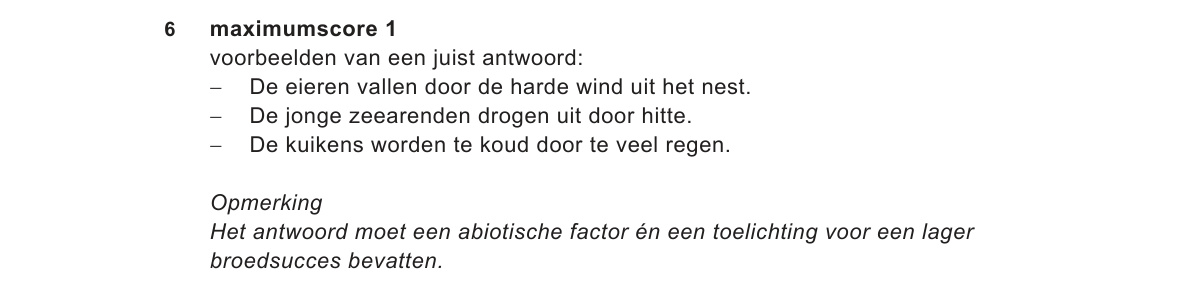 6 maximumscore 1
voorbeelden van een juist antwoord:
– De eieren vallen door de harde wind uit het nest.
– De jonge zeearenden drogen uit door hitte.
– De kuikens worden te koud door te veel regen.
Opmerking
Het antwoord moet een abiotische factor én een toelichting voor een lager
broedsucces bevatten.